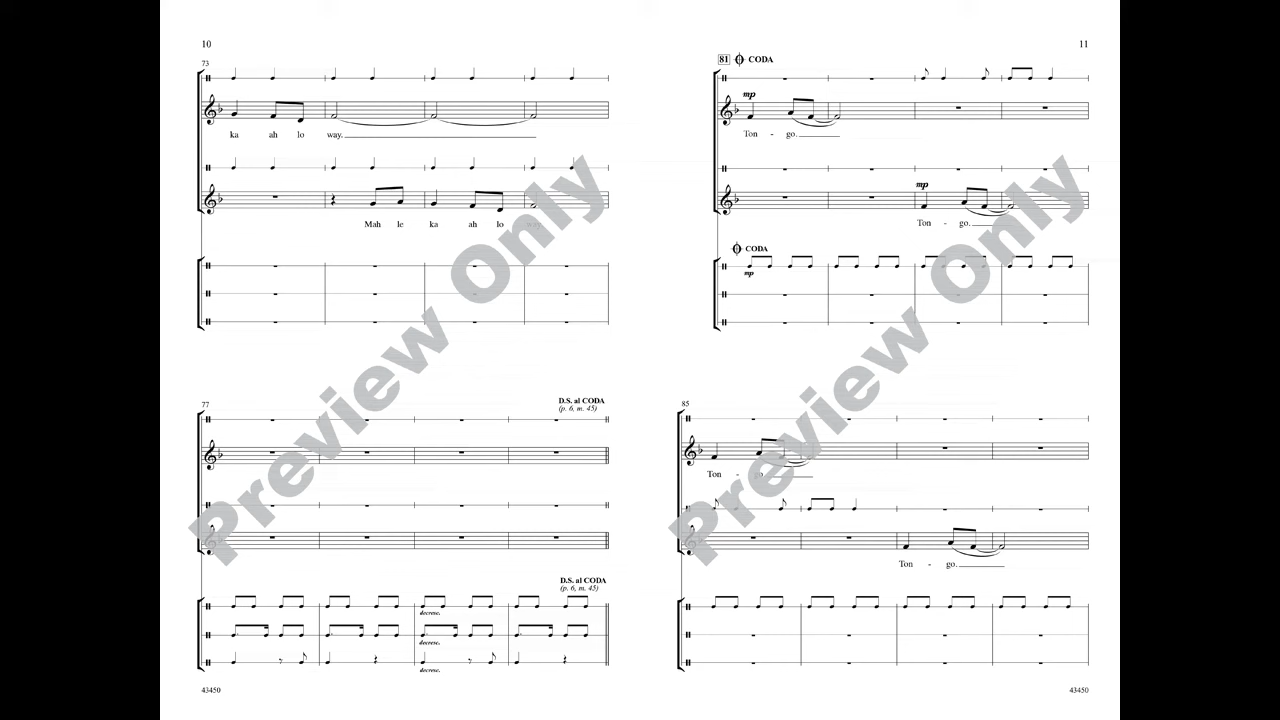 10
73
ka ah lo way.
Mah le ka ah lo way.
77
D.S. al CODA
(p. 6, m. 45)
D.S. al CODA
(p. 6, m. 45)
decresc.
decresc.
decresc.
43450
Preview Only
11
81 CODA
mp
Ton - go.
mp
Ton - go.
CODA
mp
85
Ton - go.
Ton - go.
43450
Preview Only